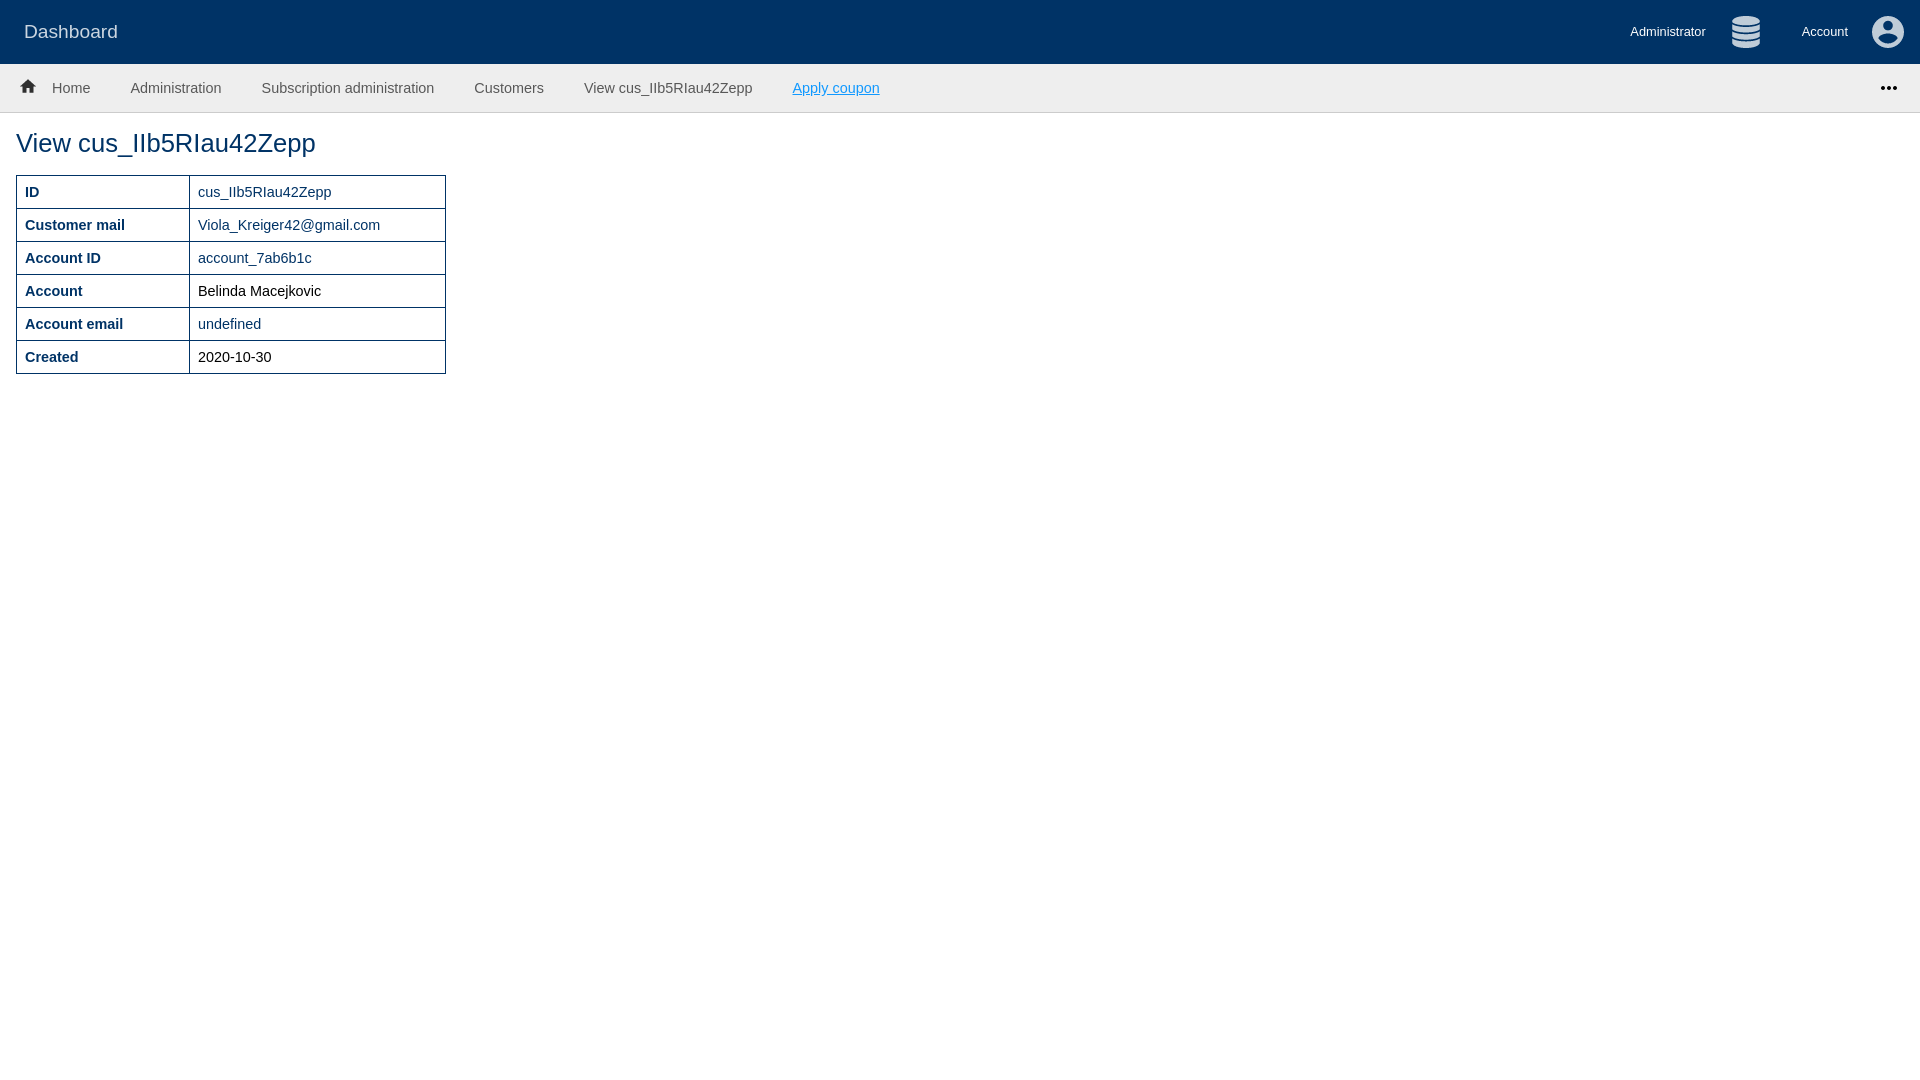 Dashboard
Administrator
Account
Home
Administration
Subscription administration
Customers
View cus_IIb5RIau42Zepp
Apply coupon
View cus_IIb5RIau42Zepp
ID cus_IIb5RIau42Zepp
Customer mail Viola_Kreiger42@gmail.com
Account ID account_7ab6b1c
Account Belinda Macejkovic
Account email undefined
Created 2020-10-30